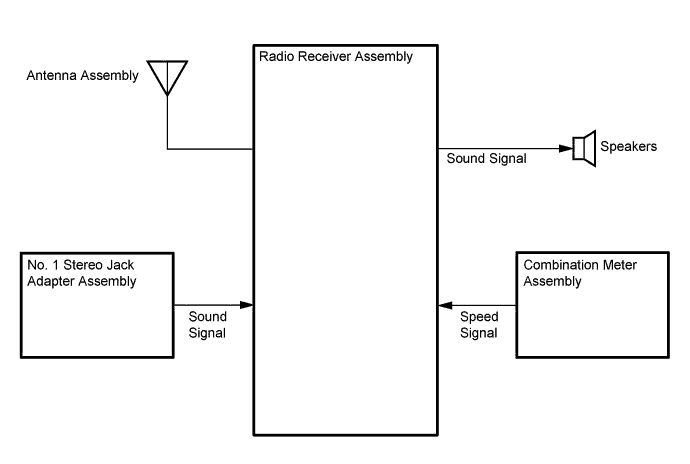 Radio Receiver Assembly
Antenna Assembly
Sound Signal
Speakers
No. 1 Stereo Jack
Adapter Assembly
Sound
Signal
Speed
Signal
Combination Meter
Assembly